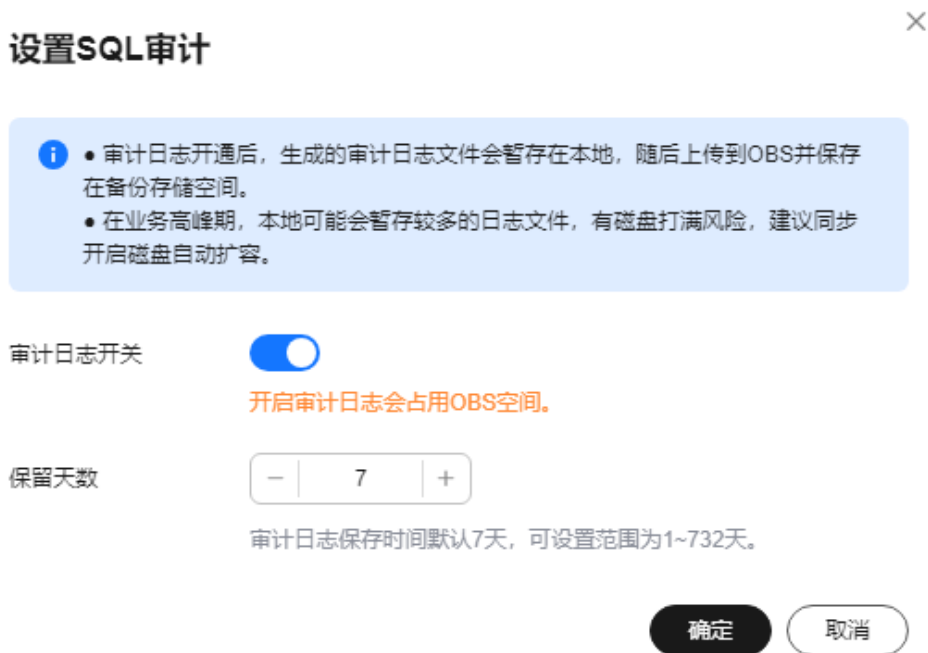 设置SQL审计
● 审计日志开通后，生成的审计日志文件会暂存在本地，随后上传到OBS并保存
在备份存储空间。
● 在业务高峰期，本地可能会暂存较多的日志文件，有磁盘打满风险，建议同步
开启磁盘自动扩容。
审计日志开关
开启审计日志会占用OBS空间。
保留天数
7
审计日志保存时间默认7天，可设置范围为1~732天。
确定 取消